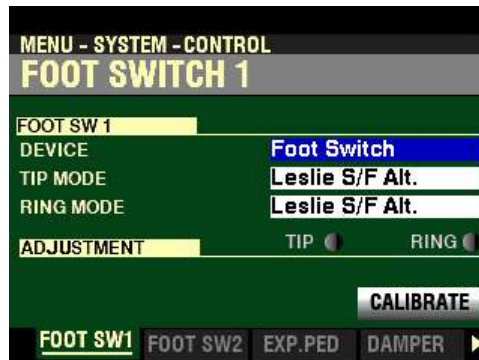 MENU - SYSTEM - CONTROL
FOOT SWITCH 1
FOOT SW 1
DEVICE Foot Switch
TIP MODE Leslie S/F Alt.
RING MODE Leslie S/F Alt.
ADJUSTMENT TIP RING
CALIBRATE
FOOT SW1 FOOT SW2 EXP.PED DAMPER